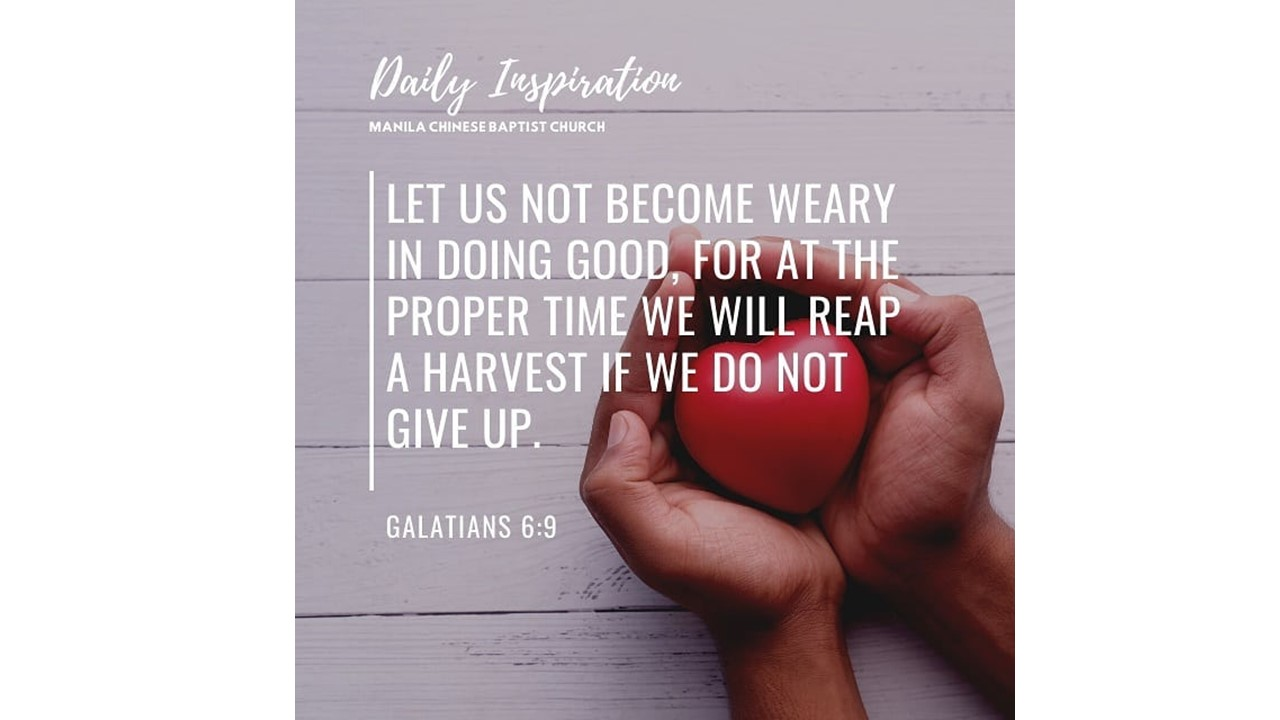 Daily Inspiration
MANILA CHINESE BAPTIST CHURCH
LET US NOT BECOME WEARY
IN DOING GOOD, FOR AT THE
PROPER TIME WE WILL REAP
A HARVEST IF WE DO NOT
GIVE UP.
GALATIANS 6:9